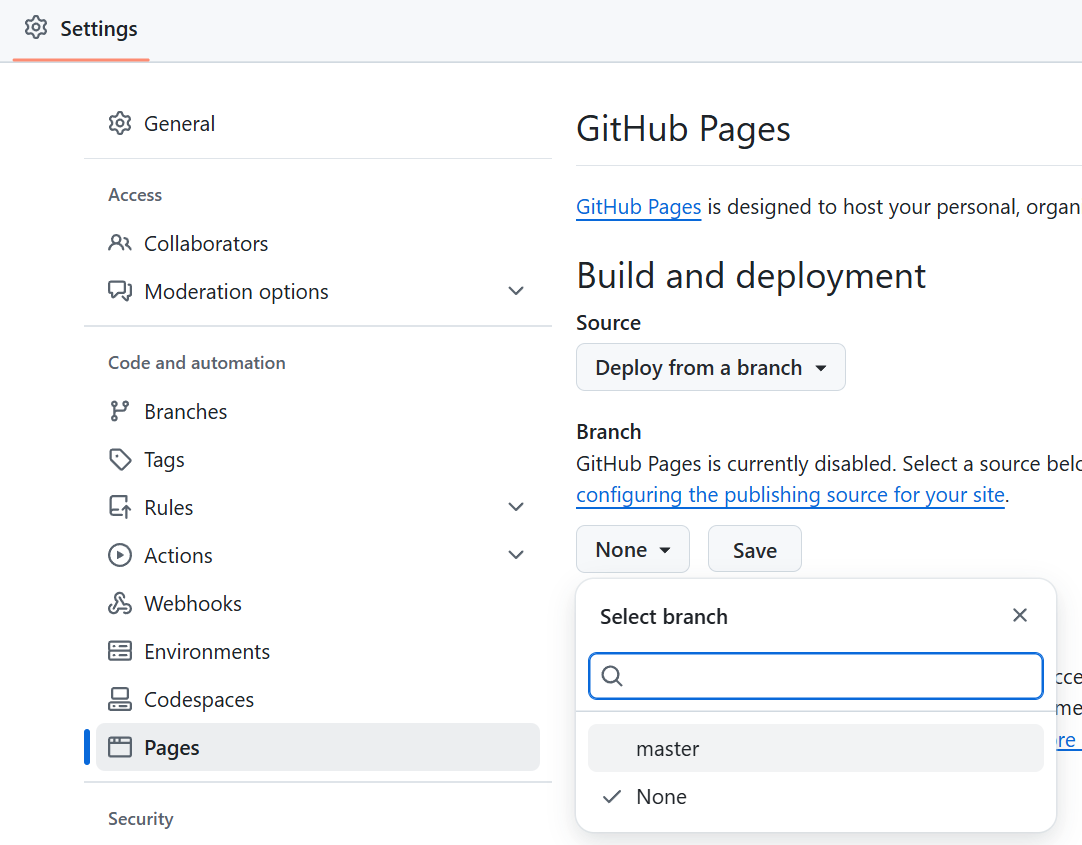 Settings
General
Access
Collaborators
Moderation options
Code and automation
Branches
Tags
Rules
Actions
Webhooks
Environments
Codespaces
Pages
Security
GitHub Pages
GitHub Pages is designed to host your personal, organ
Build and deployment
Source
Deploy from a branch
Branch
GitHub Pages is currently disabled. Select a source belo
configuring the publishing source for your site.
None Save
Select branch
master
None